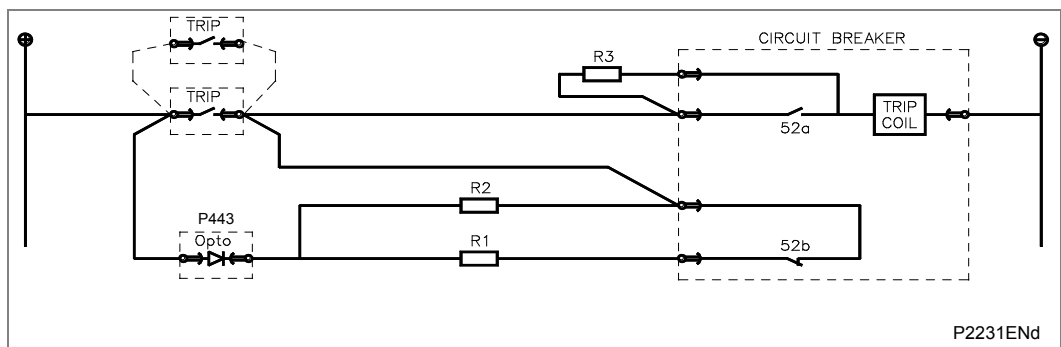 TRIP
CIRCUIT BREAKER
R3
TRIP
52a
TRIP
COIL
R2
P443
Opto
R1
52b
P2231ENd